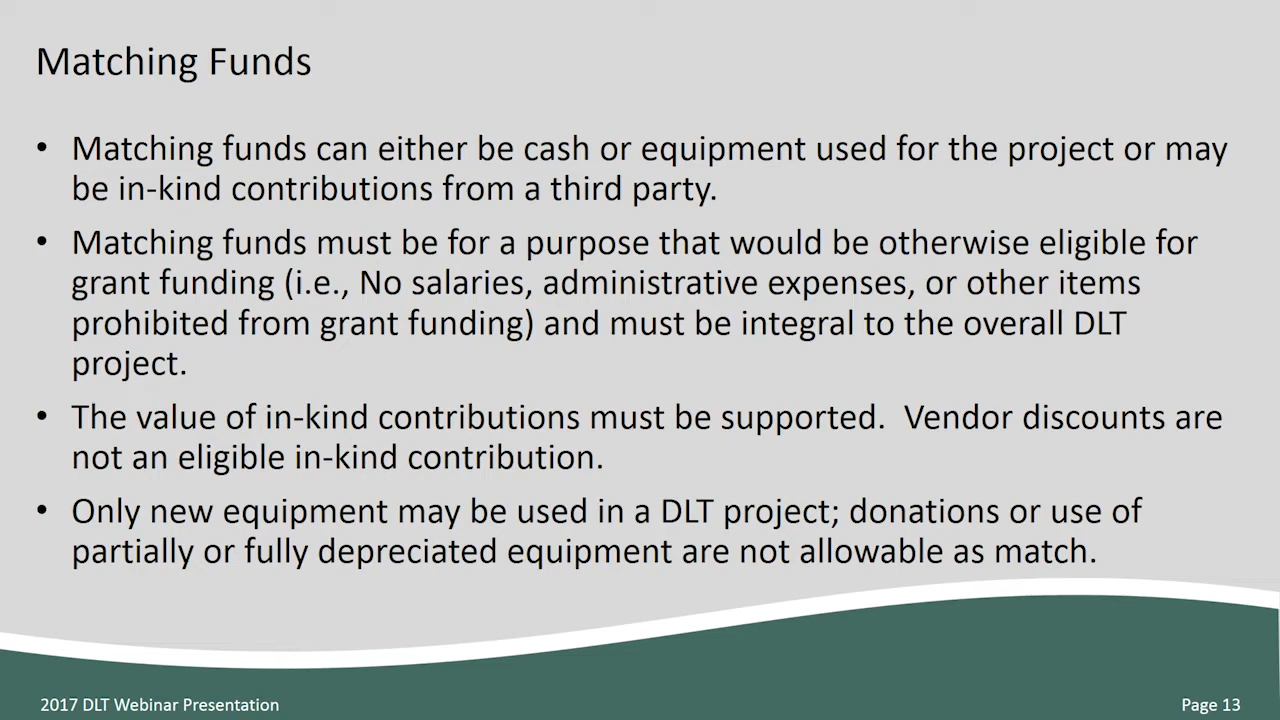 Matching Funds
• Matching funds can either be cash or equipment used for the project or may
be in-kind contributions from a third party.
• Matching funds must be for a purpose that would be otherwise eligible for
grant funding (i.e., No salaries, administrative expenses, or other items
prohibited from grant funding) and must be integral to the overall DLT
project.
• The value of in-kind contributions must be supported.  Vendor discounts are
not an eligible in-kind contribution.
• Only new equipment may be used in a DLT project; donations or use of
partially or fully depreciated equipment are not allowable as match.
2017 DLT Webinar Presentation
Page 13